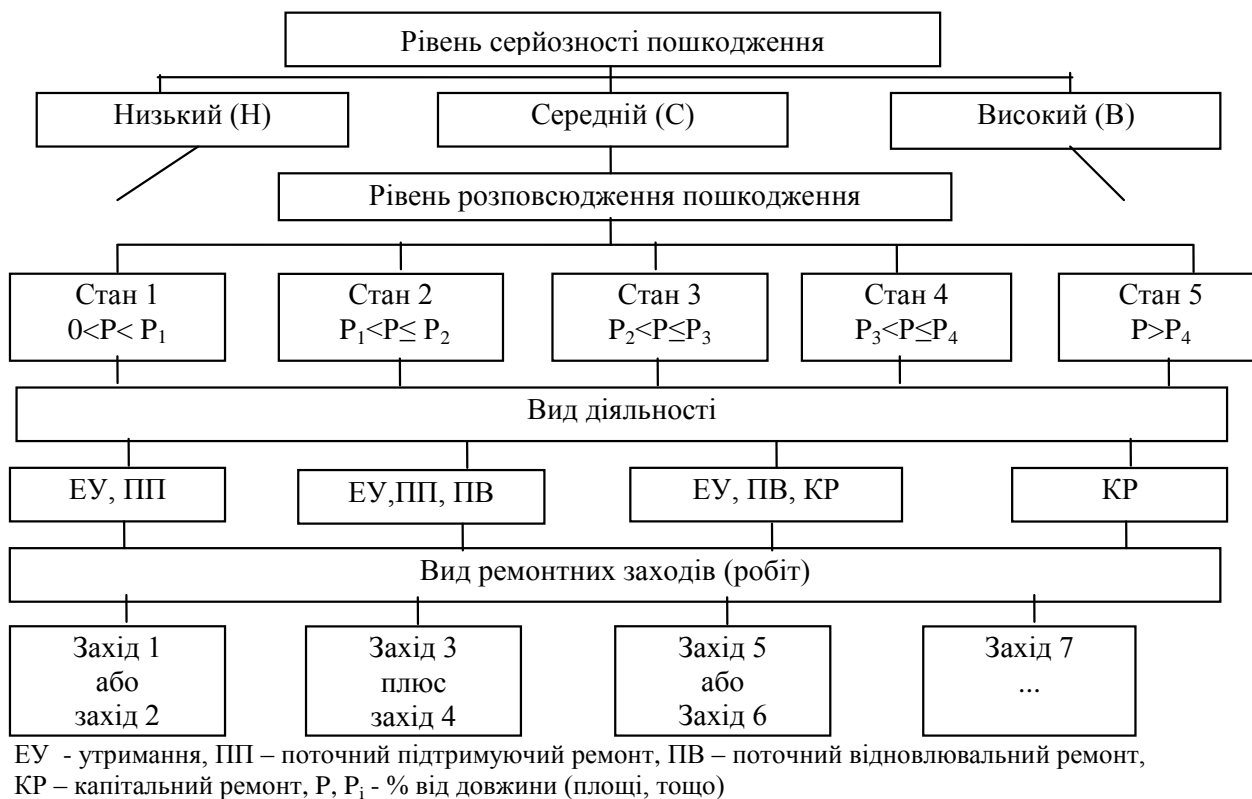 Рівень серйозності пошкодження
Низький (Н)
Середній (С)
Високий (В)
Рівень розповсюдження пошкодження
Стан 1
0<P< P₁
Стан 2
P₁<P≤ P₂
Стан 3
P₂<P≤P₃
Стан 4
P₃<P≤P₄
Стан 5
P>P₄
Вид діяльності
ЕУ, ПП
ЕУ,ПП, ПВ
ЕУ, ПВ, КР
КР
Вид ремонтних заходів (робіт)
Захід 1
або
захід 2
Захід 3
плюс
захід 4
Захід 5
або
Захід 6
Захід 7
...
ЕУ - утримання, ПП – поточний підтримуючий ремонт, ПВ – поточний відновлювальний ремонт,
КР – капітальний ремонт, P, Pᵢ - % від довжини (площі, тощо)